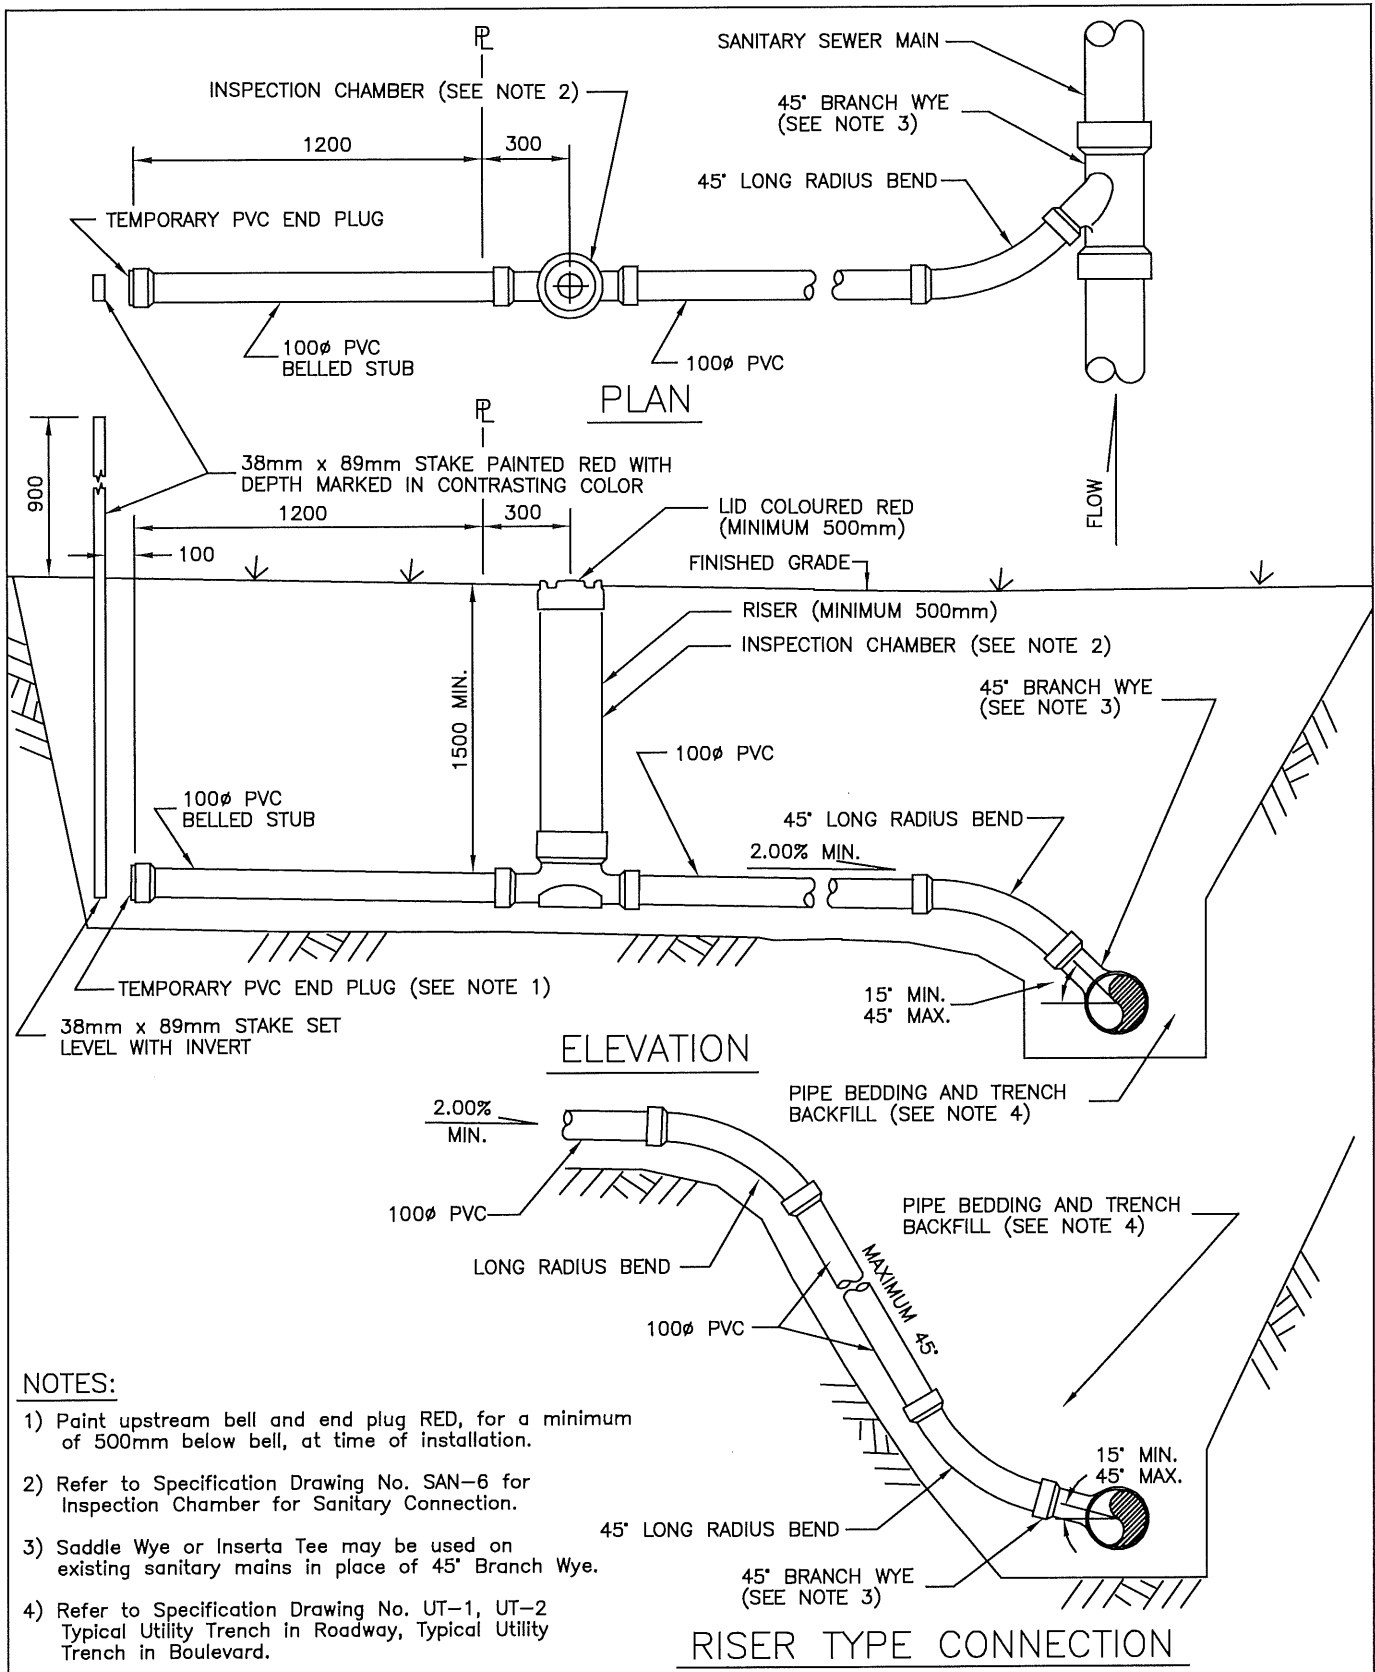 PL
SANITARY SEWER MAIN
INSPECTION CHAMBER (SEE NOTE 2)
45° BRANCH WYE
(SEE NOTE 3)
1200
300
45° LONG RADIUS BEND
TEMPORARY PVC END PLUG
100ø PVC
BELLED STUB
100ø PVC
PLAN
PL
900
38mm x 89mm STAKE PAINTED RED WITH
DEPTH MARKED IN CONTRASTING COLOR
FLOW
1200
300
LID COLOURED RED
(MINIMUM 500mm)
100
FINISHED GRADE
RISER (MINIMUM 500mm)
INSPECTION CHAMBER (SEE NOTE 2)
45° BRANCH WYE
(SEE NOTE 3)
1500 MIN.
100ø PVC
100ø PVC
BELLED STUB
45° LONG RADIUS BEND
2.00% MIN.
TEMPORARY PVC END PLUG (SEE NOTE 1)
15° MIN.
45° MAX.
38mm x 89mm STAKE SET
LEVEL WITH INVERT
ELEVATION
PIPE BEDDING AND TRENCH
BACKFILL (SEE NOTE 4)
2.00%
MIN.
100ø PVC
PIPE BEDDING AND TRENCH
BACKFILL (SEE NOTE 4)
LONG RADIUS BEND
MAXIMUM 45°
100ø PVC
NOTES:
1) Paint upstream bell and end plug RED, for a minimum
of 500mm below bell, at time of installation.
2) Refer to Specification Drawing No. SAN-6 for
Inspection Chamber for Sanitary Connection.
3) Saddle Wye or Inserta Tee may be used on
existing sanitary mains in place of 45° Branch Wye.
4) Refer to Specification Drawing No. UT-1, UT-2
Typical Utility Trench in Roadway, Typical Utility
Trench in Boulevard.
15° MIN.
45° MAX.
45° LONG RADIUS BEND
45° BRANCH WYE
(SEE NOTE 3)
RISER TYPE CONNECTION